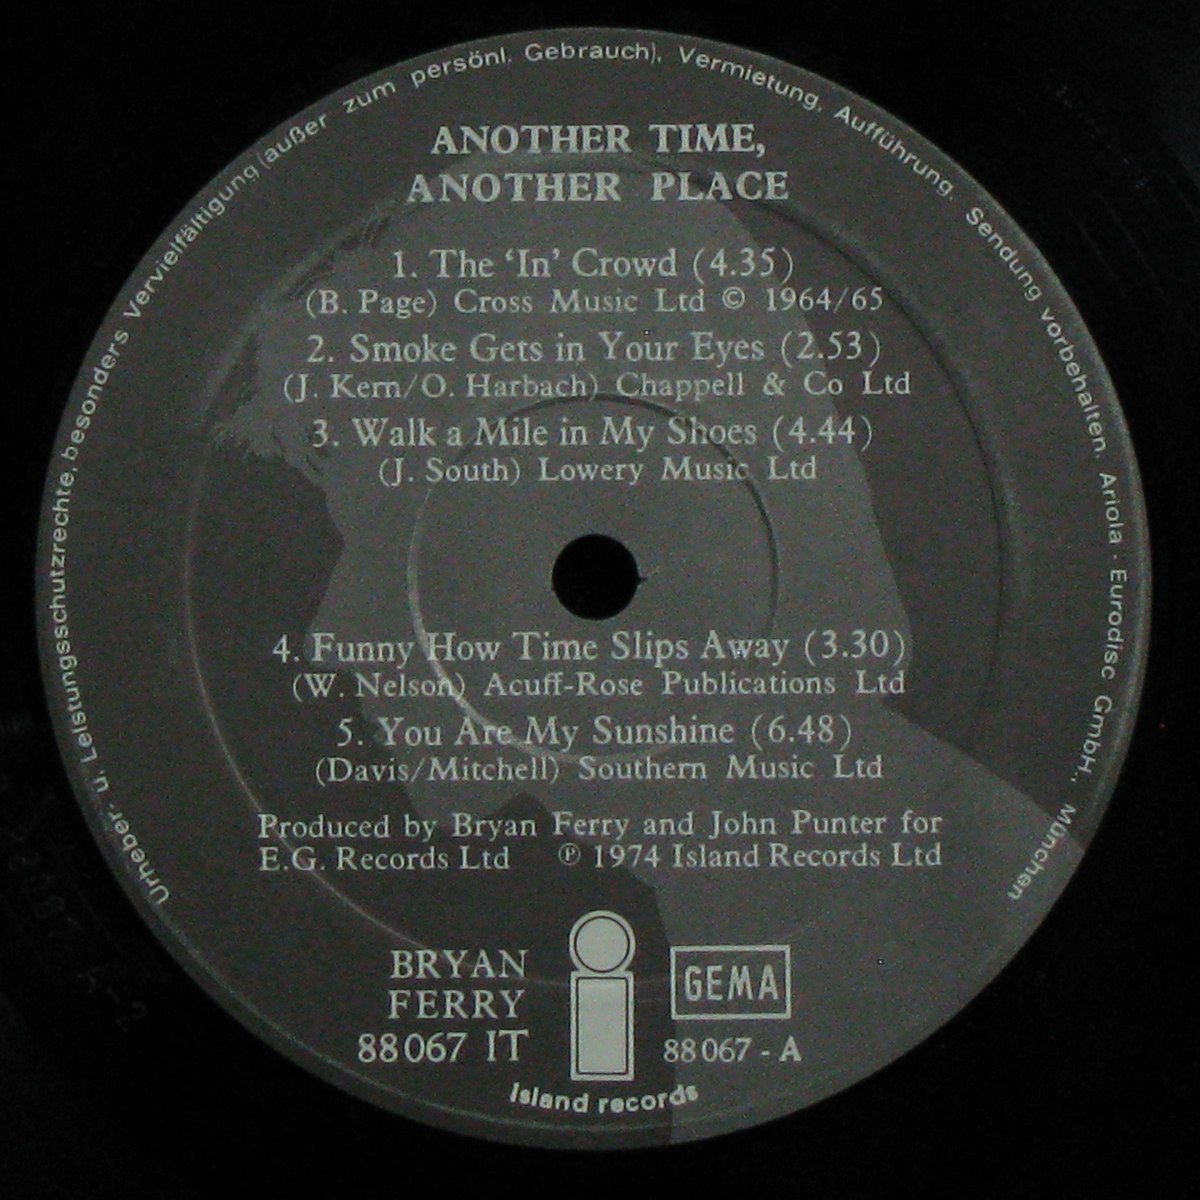 Urheber- u. Leistungsschutzrechte, besonders Vervielfältigung (außer zum persönl. Gebrauch), Vermietung, Aufführung, Sendung vorbehalten. Ariola · Eurodisc GmbH., München
ANOTHER TIME,
ANOTHER PLACE
1. The ‘In’ Crowd (4.35)
(B. Page) Cross Music Ltd © 1964/65
2. Smoke Gets in Your Eyes (2.53)
(J. Kern/O. Harbach) Chappell & Co Ltd
3. Walk a Mile in My Shoes (4.44)
(J. South) Lowery Music Ltd
4. Funny How Time Slips Away (3.30)
(W. Nelson) Acuff-Rose Publications Ltd
5. You Are My Sunshine (6.48)
(Davis/Mitchell) Southern Music Ltd
Produced by Bryan Ferry and John Punter for
E.G. Records Ltd ℗ 1974 Island Records Ltd
BRYAN
FERRY
88067 IT
GEMA
88067 - A
island records